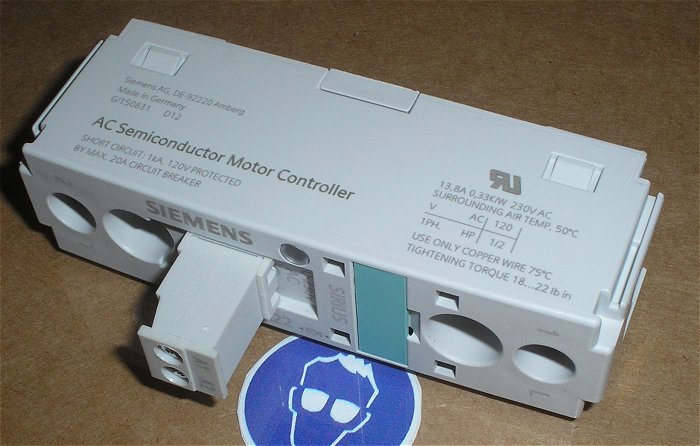 Siemens AG, DE-92220 Amberg
Made in Germany
G/150831 D12
AC Semiconductor Motor Controller
SHORT CIRCUIT: 1kA, 120V PROTECTED
BY MAX. 20A CIRCUIT BREAKER
13,8A 0,33K/W 230V AC
SURROUNDING AIR TEMP. 50°C
V AC 120
1PH, HP 1/2
USE ONLY COPPER WIRE 75°C
TIGHTENING TORQUE 18...22 lb in
SIEMENS
SIRIUS